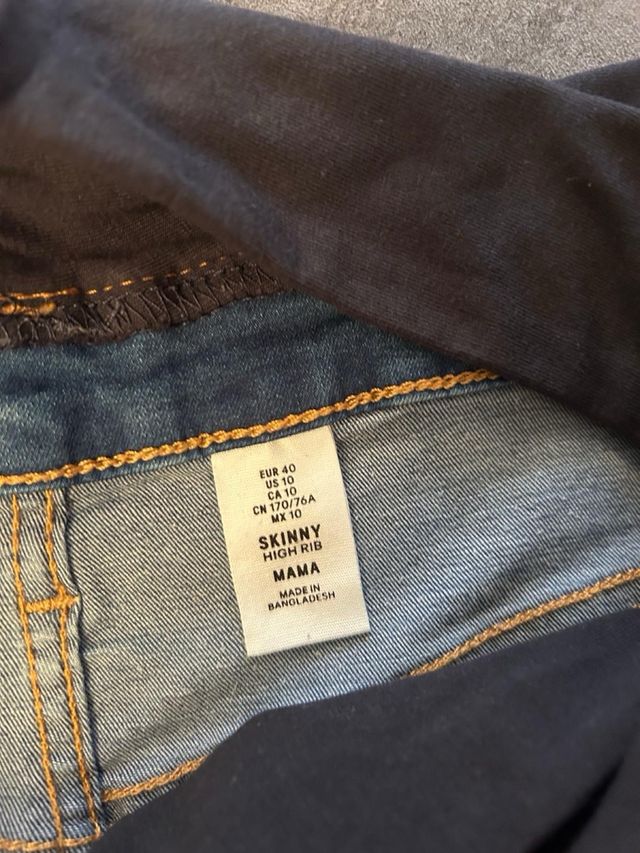 EUR 40
US 10
CA 10
CN 170/76A
MX 10
SKINNY
HIGH RIB
MAMA
MADE IN
BANGLADESH